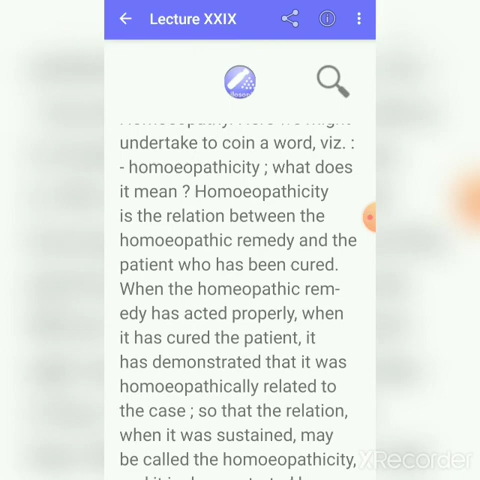 Lecture XXIX
undertake to coin a word, viz. :
- homoeopathicity ; what does
it mean ? Homoeopathicity
is the relation between the
homoeopathic remedy and the
patient who has been cured.
When the homeopathic rem-
edy has acted properly, when
it has cured the patient, it
has demonstrated that it was
homoeopathically related to
the case ; so that the relation,
when it was sustained, may
be called the homoeopathicity,
XRecorder